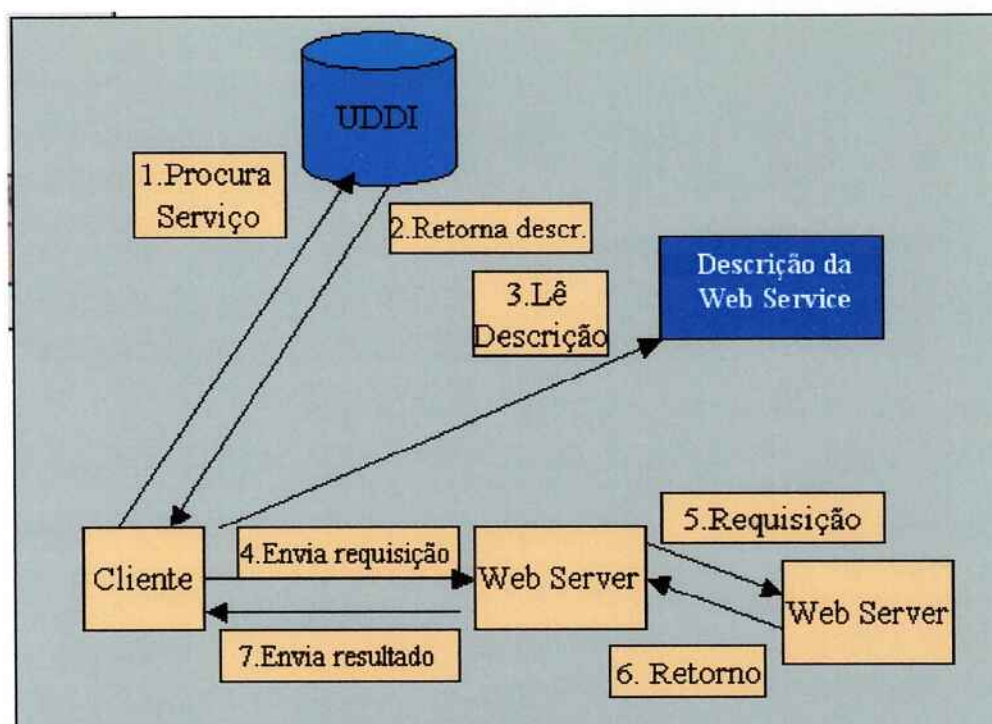 UDDI
1.Procura
Serviço
2.Retorna descr.
3.Lê
Descrição
Descrição da
Web Service
Cliente
4.Envia requisição
Web Server
5.Requisição
Web Server
7.Envia resultado
6. Retorno